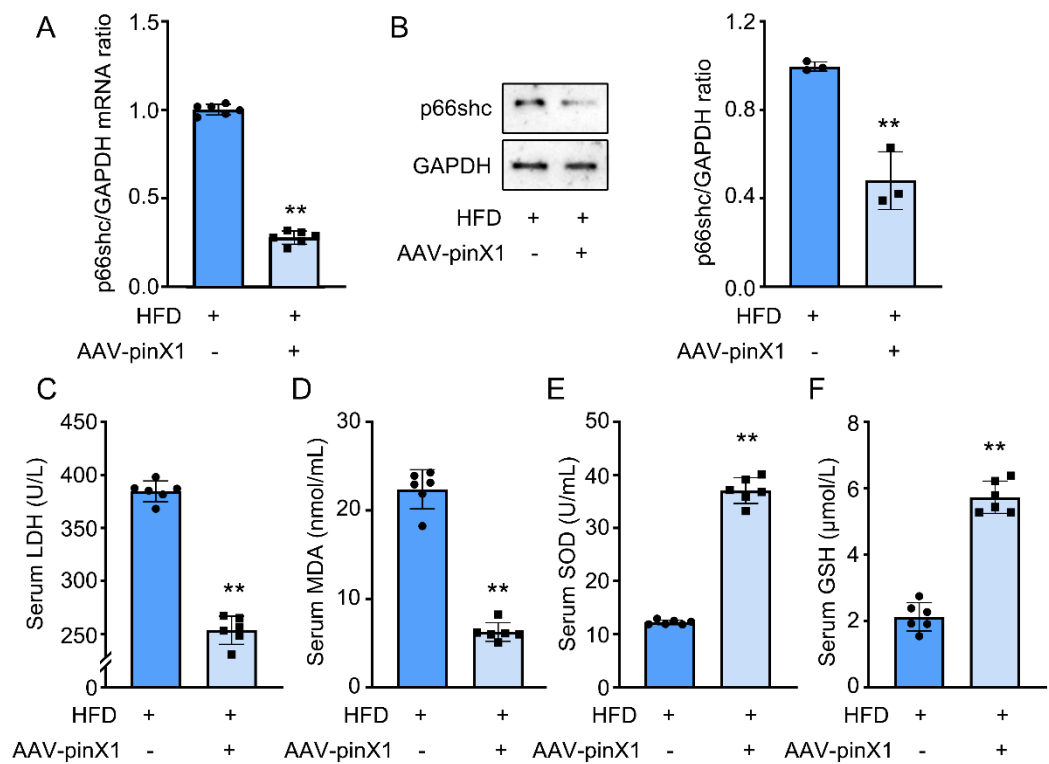 A
p66shc/GAPDH mRNA ratio
1.5
1.0
0.5
0.0
**
HFD + +
AAV-pinX1 - +
B
p66shc
GAPDH
HFD + +
AAV-pinX1 - +
p66shc/GAPDH ratio
1.2
0.8
0.4
0.0
**
HFD + +
AAV-pinX1 - +
C
Serum LDH (U/L)
450
400
350
300
250
0
**
HFD + +
AAV-pinX1 - +
D
Serum MDA (nmol/mL)
30
20
10
0
**
HFD + +
AAV-pinX1 - +
E
Serum SOD (U/mL)
50
40
30
20
10
0
**
HFD + +
AAV-pinX1 - +
F
Serum GSH (μmol/L)
8
6
4
2
0
**
HFD + +
AAV-pinX1 - +